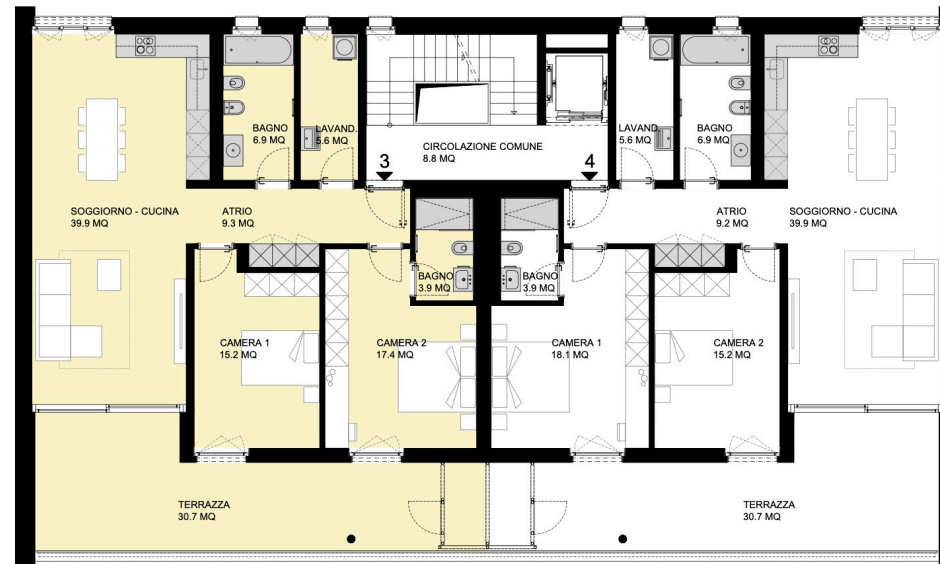 BAGNO
6.9 MQ
LAVAND.
5.6 MQ
CIRCOLAZIONE COMUNE
8.8 MQ
LAVAND.
5.6 MQ
BAGNO
6.9 MQ
3
4
SOGGIORNO - CUCINA
39.9 MQ
ATRIO
9.3 MQ
ATRIO
9.2 MQ
SOGGIORNO - CUCINA
39.9 MQ
BAGNO
3.9 MQ
BAGNO
3.9 MQ
CAMERA 1
15.2 MQ
CAMERA 2
17.4 MQ
CAMERA 1
18.1 MQ
CAMERA 2
15.2 MQ
TERRAZZA
30.7 MQ
TERRAZZA
30.7 MQ